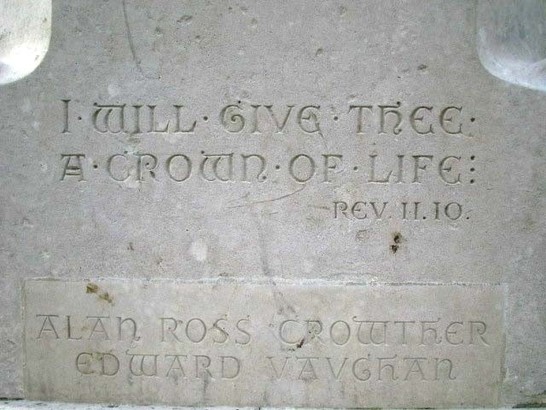 I·WILL·GIVE·THEE:
A·CROWN·OF·LIFE⁝
REV. II.10.
ALAN ROSS CROWTHER
EDWARD VAUGHAN